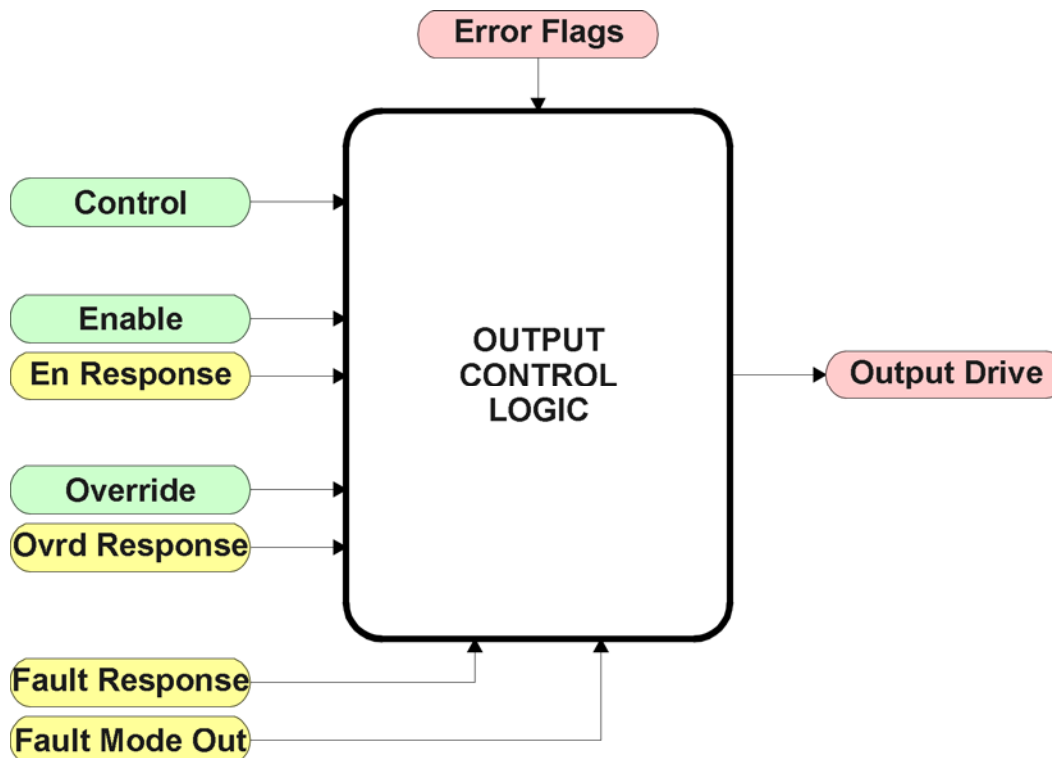 Error Flags
Control
Enable
En Response
OUTPUT
CONTROL
LOGIC
Output Drive
Override
Ovrd Response
Fault Response
Fault Mode Out